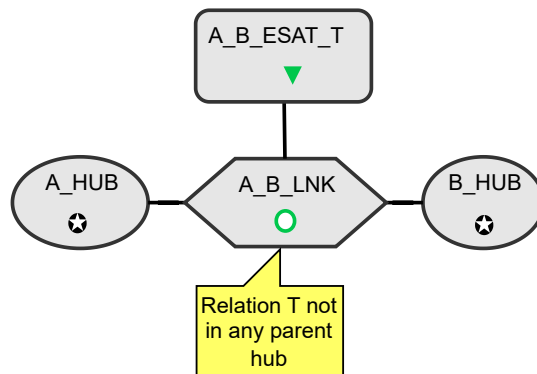 A_B_ESAT_T
A_HUB
A_B_LNK
B_HUB
Relation T not
in any parent
hub